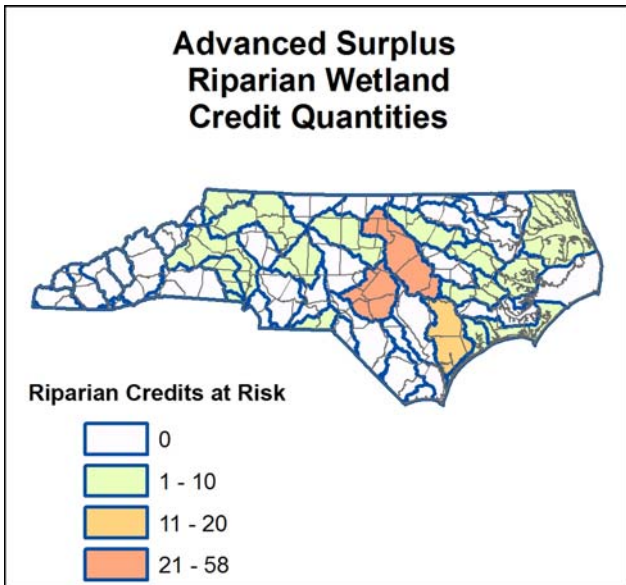 Advanced Surplus
Riparian Wetland
Credit Quantities
Riparian Credits at Risk
0
1 - 10
11 - 20
21 - 58